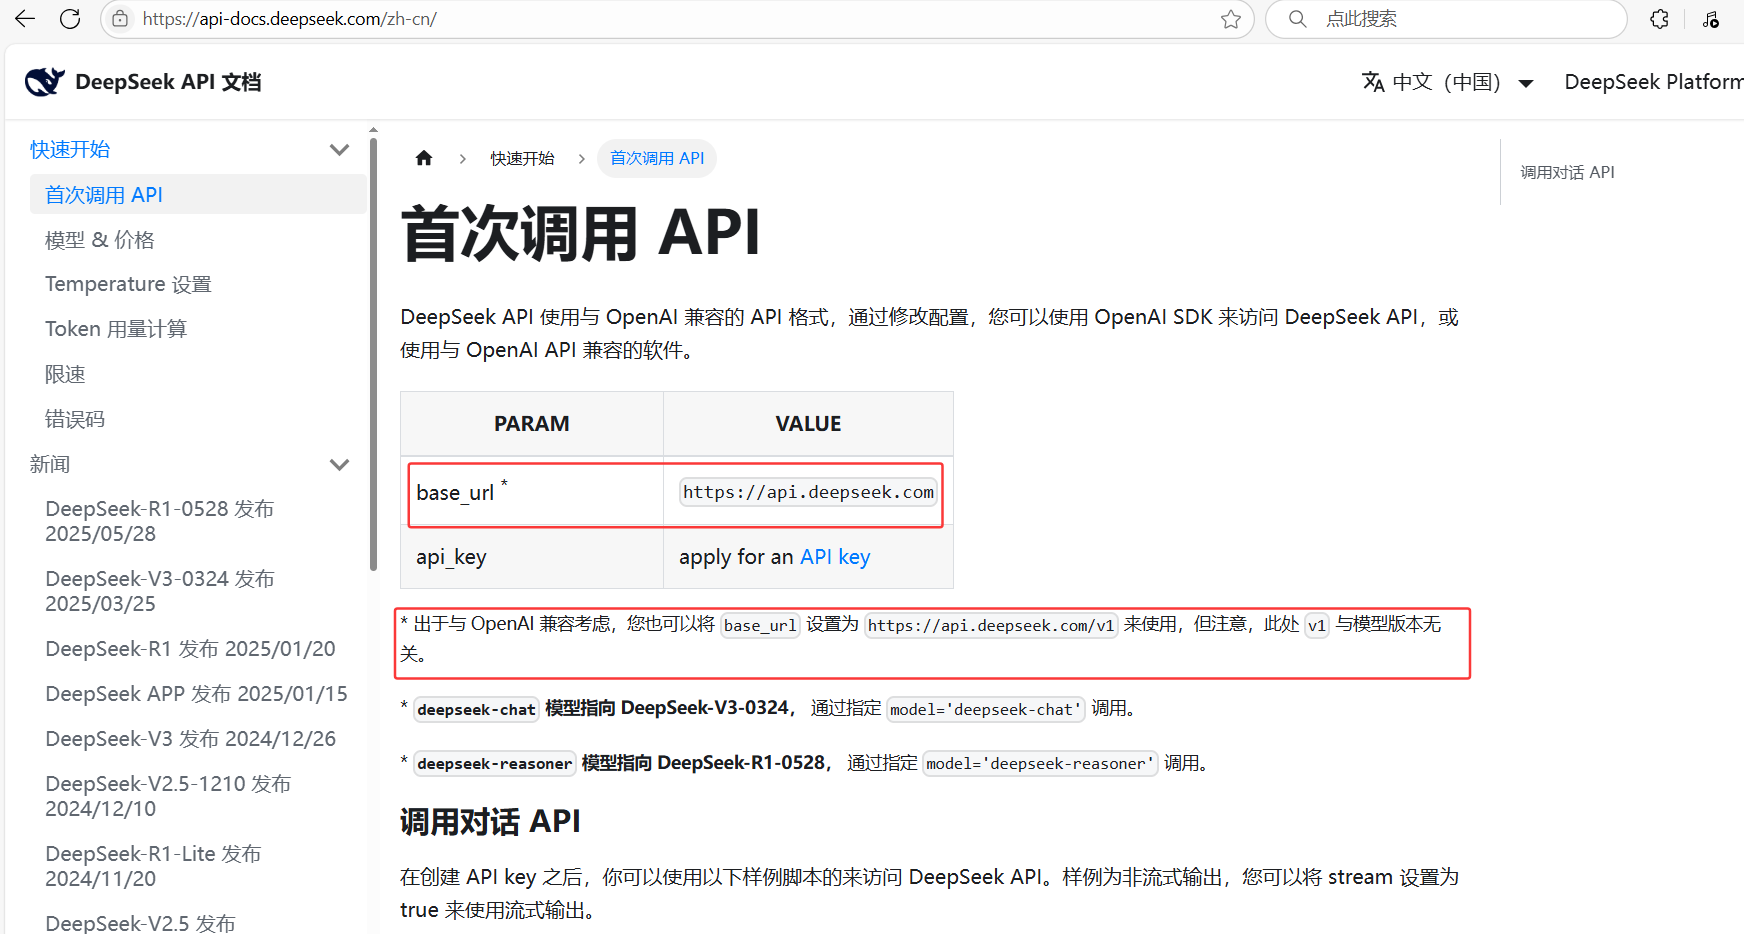 https://api-docs.deepseek.com/zh-cn/
点此搜索
DeepSeek API 文档
中文（中国）
DeepSeek Platform
快速开始
首次调用 API
模型 & 价格
Temperature 设置
Token 用量计算
限速
错误码
新闻
DeepSeek-R1-0528 发布
2025/05/28
DeepSeek-V3-0324 发布
2025/03/25
DeepSeek-R1 发布 2025/01/20
DeepSeek APP 发布 2025/01/15
DeepSeek-V3 发布 2024/12/26
DeepSeek-V2.5-1210 发布
2024/12/10
DeepSeek-R1-Lite 发布
2024/11/20
DeepSeek-V2.5 发布
快速开始
首次调用 API
首次调用 API
DeepSeek API 使用与 OpenAI 兼容的 API 格式，通过修改配置，您可以使用 OpenAI SDK 来访问 DeepSeek API，或
使用与 OpenAI API 兼容的软件。
PARAM VALUE
base_url * https://api.deepseek.com
api_key apply for an API key
* 出于与 OpenAI 兼容考虑，您也可以将 base_url 设置为 https://api.deepseek.com/v1 来使用，但注意，此处 v1 与模型版本无
关。
* deepseek-chat 模型指向 DeepSeek-V3-0324， 通过指定 model='deepseek-chat' 调用。
* deepseek-reasoner 模型指向 DeepSeek-R1-0528， 通过指定 model='deepseek-reasoner' 调用。
调用对话 API
在创建 API key 之后，你可以使用以下样例脚本的来访问 DeepSeek API。样例为非流式输出，您可以将 stream 设置为
true 来使用流式输出。
调用对话 API